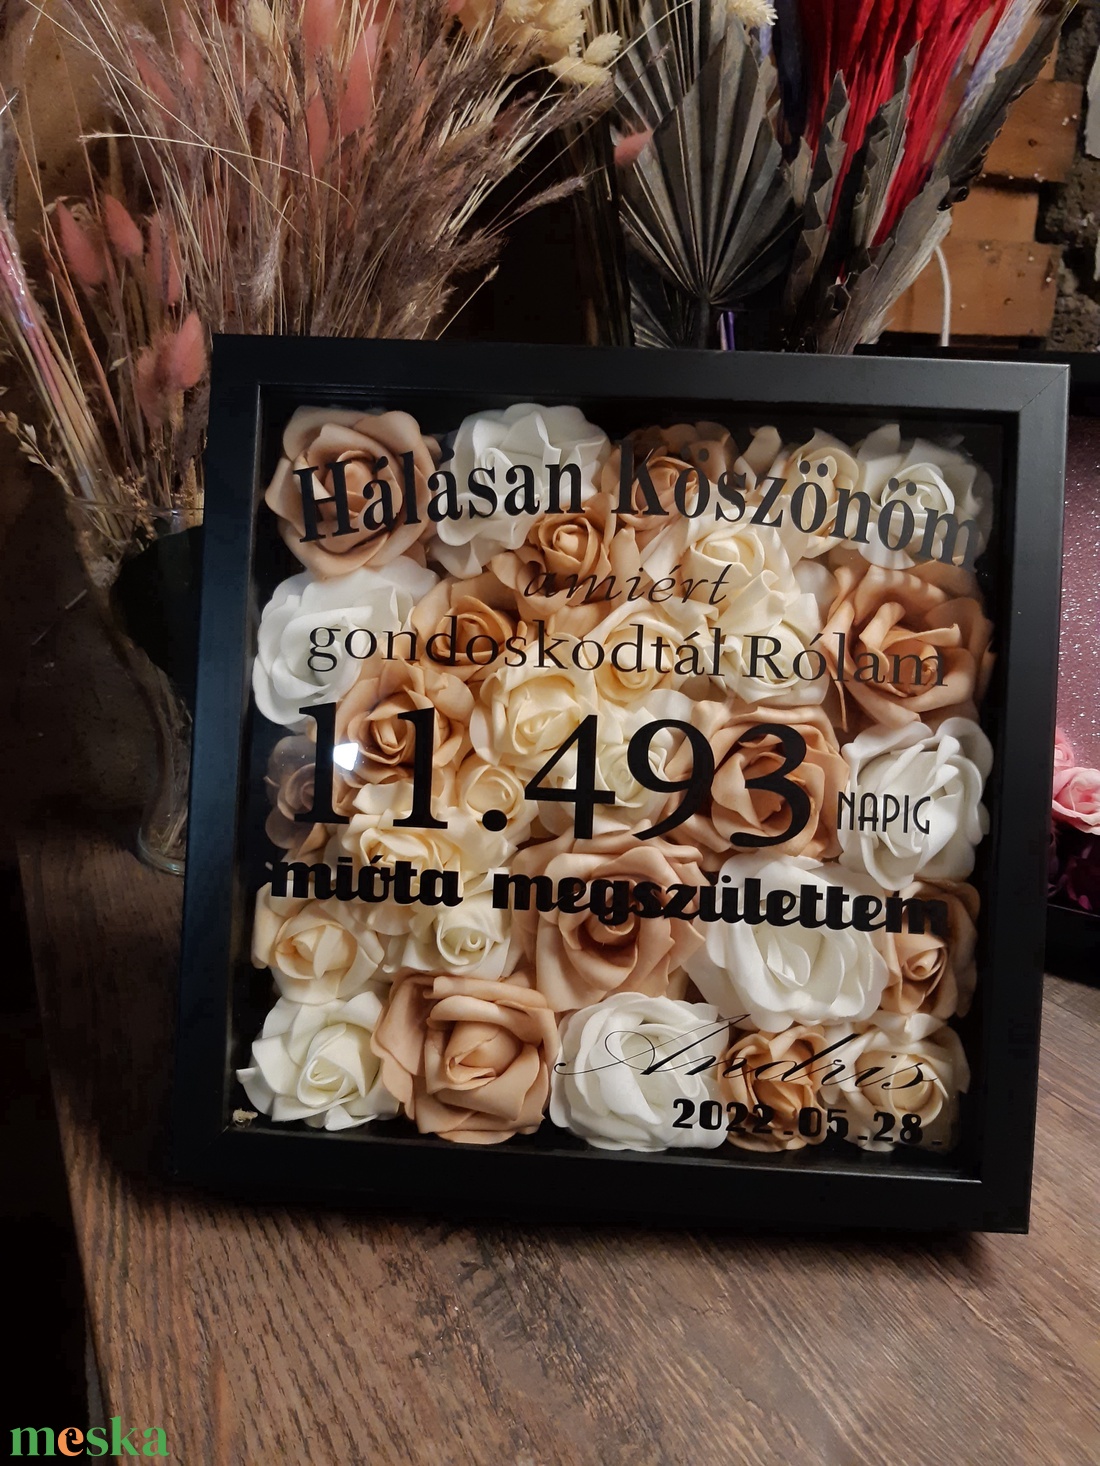 Hálásan Köszönöm
amiért
gondoskodtál Rólam
11.493 NAPIG
mióta megszülettem
Andris
2022.05.28.
meska